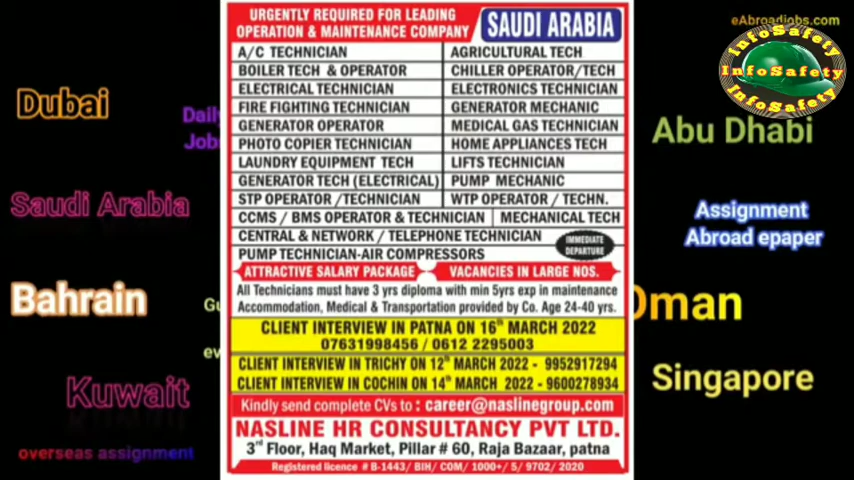 eAbroadjobs.com
InfoSafety
InfoSafety
InfoSafety
Dubai
Daily
Jobs
Saudi Arabia
Bahrain
Kuwait
overseas assignment
URGENTLY REQUIRED FOR LEADING
OPERATION & MAINTENANCE COMPANY
SAUDI ARABIA
A/C TECHNICIAN
AGRICULTURAL TECH
BOILER TECH & OPERATOR
CHILLER OPERATOR/TECH
ELECTRICAL TECHNICIAN
ELECTRONICS TECHNICIAN
FIRE FIGHTING TECHNICIAN
GENERATOR MECHANIC
GENERATOR OPERATOR
MEDICAL GAS TECHNICIAN
PHOTO COPIER TECHNICIAN
HOME APPLIANCES TECH
LAUNDRY EQUIPMENT TECH
LIFTS TECHNICIAN
GENERATOR TECH (ELECTRICAL)
PUMP MECHANIC
STP OPERATOR /TECHNICIAN
WTP OPERATOR / TECHN.
CCMS / BMS OPERATOR & TECHNICIAN
MECHANICAL TECH
CENTRAL & NETWORK / TELEPHONE TECHNICIAN
PUMP TECHNICIAN-AIR COMPRESSORS
IMMEDIATE
DEPARTURE
ATTRACTIVE SALARY PACKAGE
VACANCIES IN LARGE NOS.
All Technicians must have 3 yrs diploma with min 5yrs exp in maintenance
Accommodation, Medical & Transportation provided by Co. Age 24-40 yrs.
CLIENT INTERVIEW IN PATNA ON 16th MARCH 2022
07631998456 / 0612 2295003
CLIENT INTERVIEW IN TRICHY ON 12th MARCH 2022 - 9952917294
CLIENT INTERVIEW IN COCHIN ON 14th MARCH 2022 - 9600278934
Kindly send complete CVs to : career@naslinegroup.com
NASLINE HR CONSULTANCY PVT LTD.
3rd Floor, Haq Market, Pillar # 60, Raja Bazaar, patna
Registered licence # B-1443/ BIH/ COM/ 1000+/ 5/ 9702/ 2020
Abu Dhabi
Assignment
Abroad epaper
Oman
Singapore